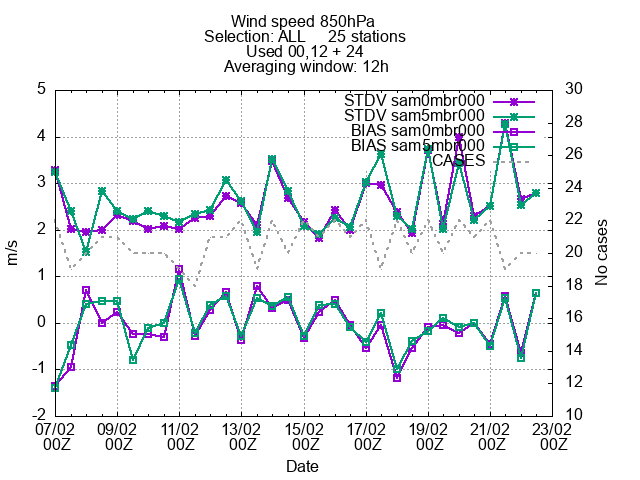 Wind speed 850hPa
Selection: ALL     25 stations
Used 00,12 + 24
Averaging window: 12h
5
4
3
2
1
0
-1
-2
m/s
30
28
26
24
22
20
18
16
14
12
10
No cases
STDV sam0mbr000
STDV sam5mbr000
BIAS sam0mbr000
BIAS sam5mbr000
CASES
07/02 09/02 11/02 13/02 15/02 17/02 19/02 21/02 23/02
00Z 00Z 00Z 00Z 00Z 00Z 00Z 00Z 00Z
Date